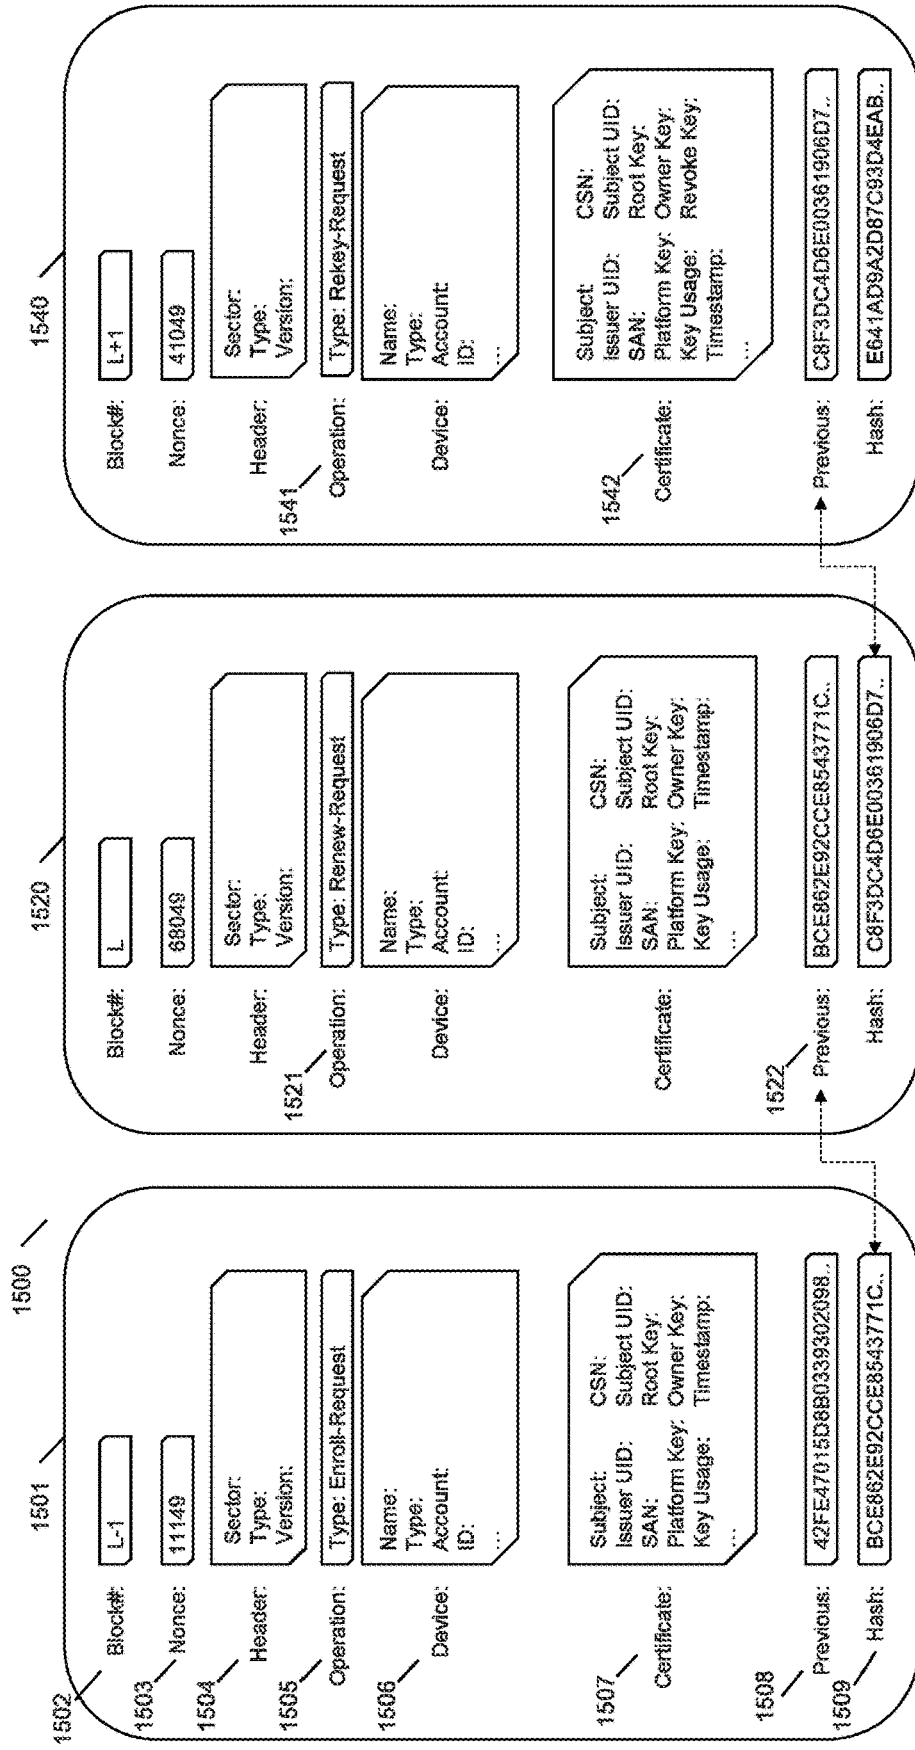 1500
1501
1502
Block#:
L-1
1503
Nonce:
11149
1504
Header:
Sector:
Type:
Version:
1505
Operation:
Type: Enroll-Request
1506
Device:
Name:
Type:
Account:
ID:
...
1507
Certificate:
Subject: CSN:
Issuer UID: Subject UID:
SAN: Root Key:
Platform Key: Owner Key:
Key Usage: Timestamp:
...
1508
Previous:
42FE47015D8B0339302098..
1509
Hash:
BCE862E92CCE8543771C..
1520
Block#:
L
Nonce:
68049
Header:
Sector:
Type:
Version:
1521
Operation:
Type: Renew-Request
Device:
Name:
Type:
Account:
ID:
...
Certificate:
Subject: CSN:
Issuer UID: Subject UID:
SAN: Root Key:
Platform Key: Owner Key:
Key Usage: Timestamp:
...
1522
Previous:
BCE862E92CCE8543771C..
Hash:
C8F3DC4D6E00361906D7..
1540
Block#:
L+1
Nonce:
41049
Header:
Sector:
Type:
Version:
1541
Operation:
Type: Rekey-Request
Device:
Name:
Type:
Account:
ID:
...
1542
Certificate:
Subject: CSN:
Issuer UID: Subject UID:
SAN: Root Key:
Platform Key: Owner Key:
Key Usage: Revoke Key:
Timestamp:
...
Previous:
C8F3DC4D6E00361906D7..
Hash:
E641AD9A2D87C93D4EAB..